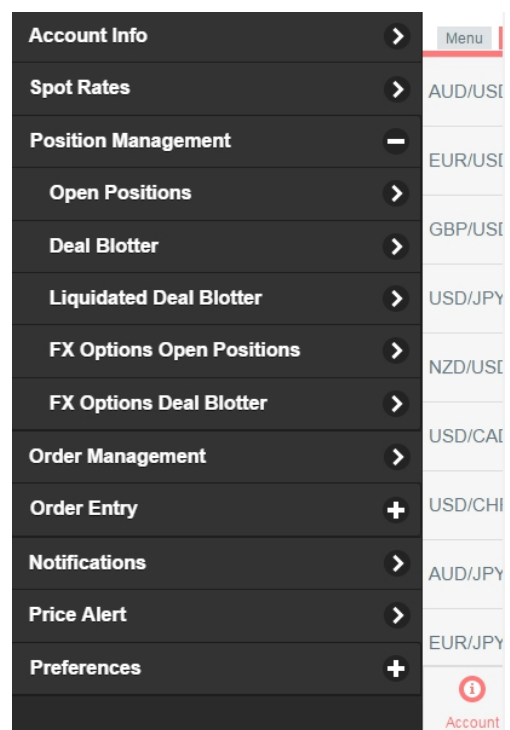 Account Info
Spot Rates
Position Management
Open Positions
Deal Blotter
Liquidated Deal Blotter
FX Options Open Positions
FX Options Deal Blotter
Order Management
Order Entry
Notifications
Price Alert
Preferences
Menu
AUD/USD
EUR/USD
GBP/USD
USD/JPY
NZD/USD
USD/CAD
USD/CHF
AUD/JPY
EUR/JPY
Account